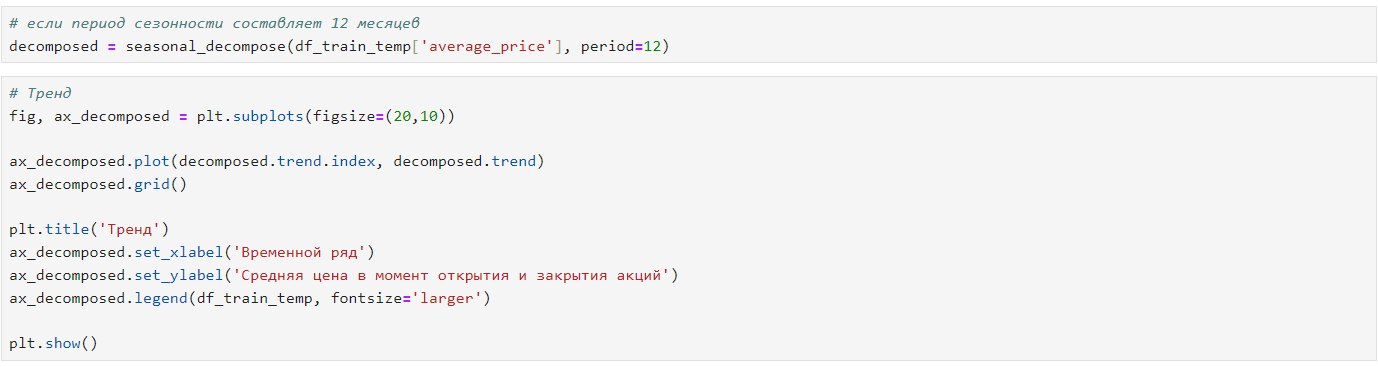 # если период сезонности составляет 12 месяцев
decomposed = seasonal_decompose(df_train_temp['average_price'], period=12)
# Тренд
fig, ax_decomposed = plt.subplots(figsize=(20,10))
ax_decomposed.plot(decomposed.trend.index, decomposed.trend)
ax_decomposed.grid()
plt.title('Тренд')
ax_decomposed.set_xlabel('Временной ряд')
ax_decomposed.set_ylabel('Средняя цена в момент открытия и закрытия акций')
ax_decomposed.legend(df_train_temp, fontsize='larger')
plt.show()